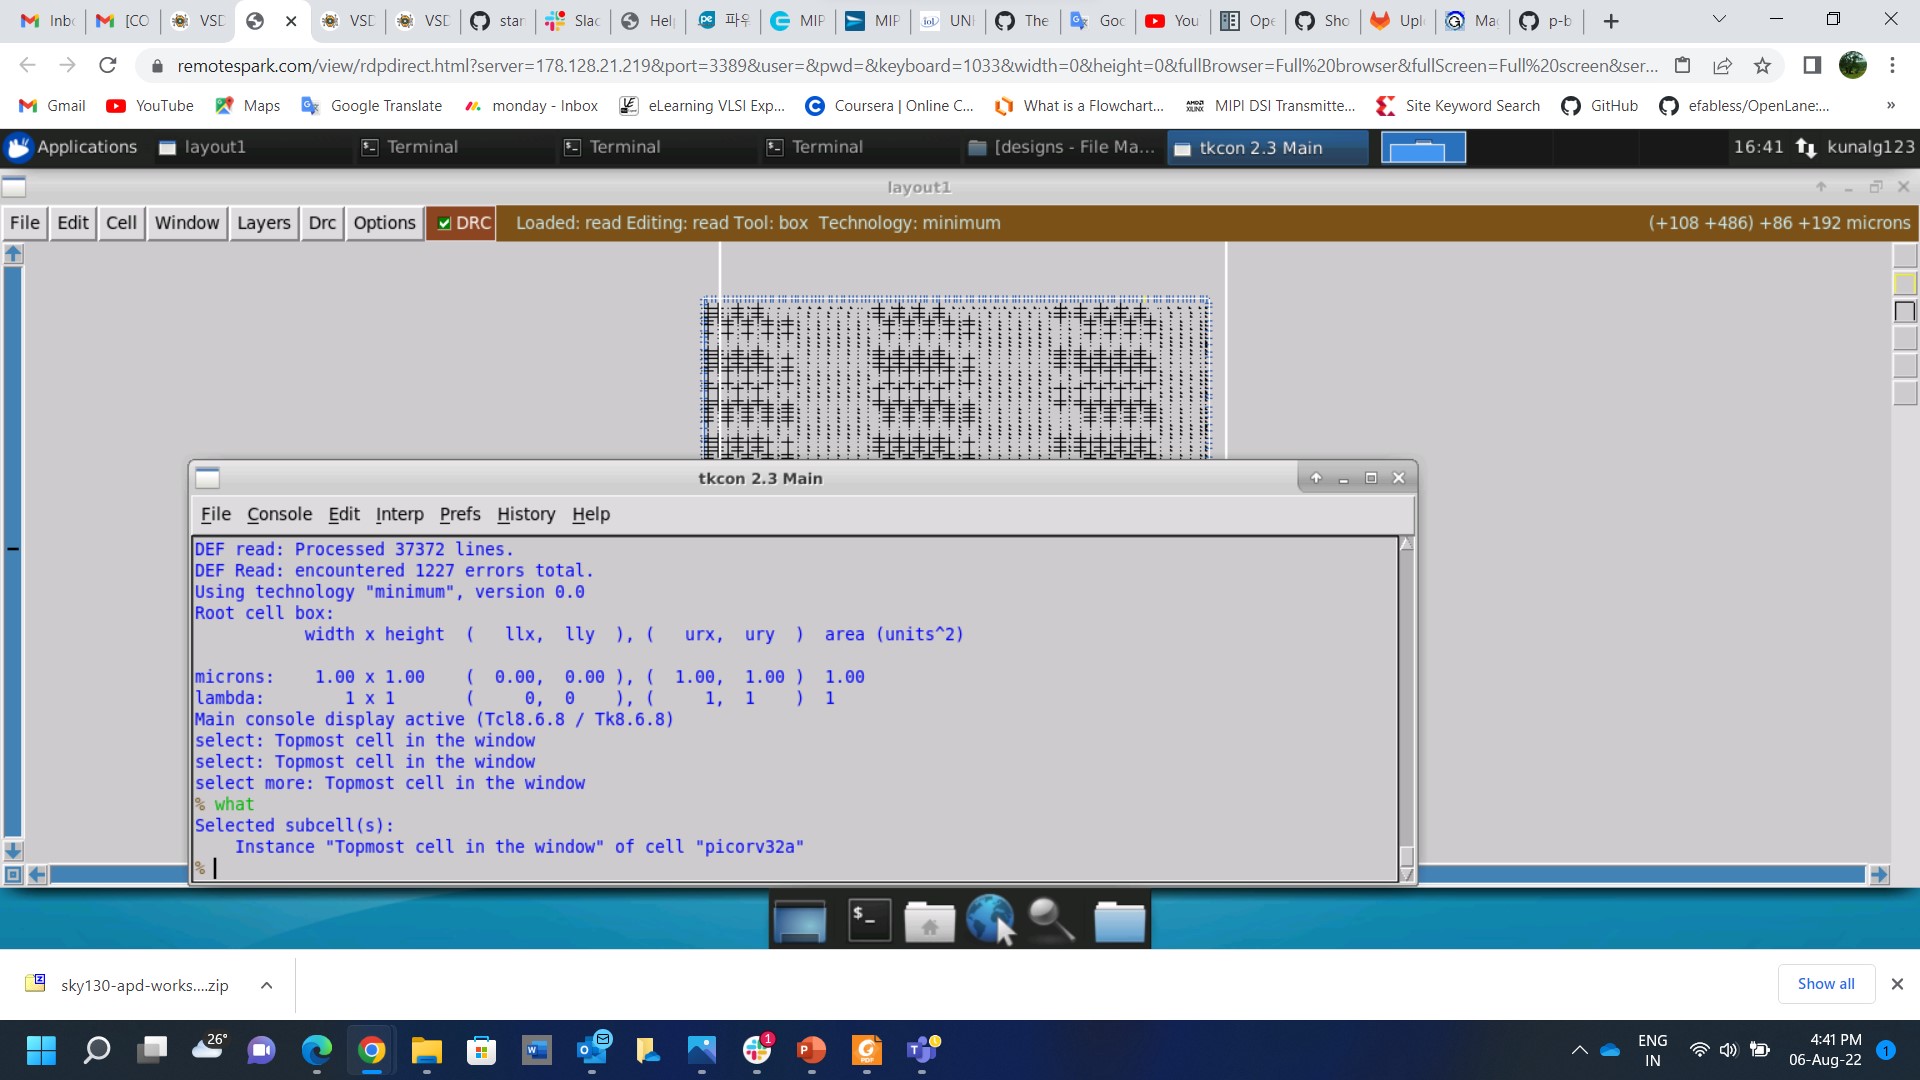 Inb
[CO
VSD
VSD
VSD
star
Slac
Help
파우
MIP
MIP
UNI
The
Goo
You
Ope
Sho
Upl
Ma
p-b
remotespark.com/view/rdpdirect.html?server=178.128.21.219&port=3389&user=&pwd=&keyboard=1033&width=0&height=0&fullBrowser=Full%20browser&fullScreen=Full%20screen&ser...
Gmail
YouTube
Maps
Google Translate
monday - Inbox
eLearning VLSI Exp...
Coursera | Online C...
What is a Flowchart...
MIPI DSI Transmitte...
Site Keyword Search
GitHub
efabless/OpenLane:...
»
Applications
layout1
Terminal
Terminal
Terminal
[designs - File Ma...
tkcon 2.3 Main
16:41
kunalg123
layout1
File Edit Cell Window Layers Drc Options DRC Loaded: read Editing: read Tool: box Technology: minimum (+108 +486) +86 +192 microns
tkcon 2.3 Main
File Console Edit Interp Prefs History Help
DEF read: Processed 37372 lines.
DEF Read: encountered 1227 errors total.
Using technology "minimum", version 0.0
Root cell box:
width x height ( llx, lly ), ( urx, ury ) area (units^2)
microns: 1.00 x 1.00 ( 0.00, 0.00 ), ( 1.00, 1.00 ) 1.00
lambda: 1 x 1 ( 0, 0 ), ( 1, 1 ) 1
Main console display active (Tcl8.6.8 / Tk8.6.8)
select: Topmost cell in the window
select: Topmost cell in the window
select more: Topmost cell in the window
% what
Selected subcell(s):
Instance "Topmost cell in the window" of cell "picorv32a"
%
sky130-apd-works....zip
Show all
26°
1
ENG
IN
4:41 PM
06-Aug-22
1